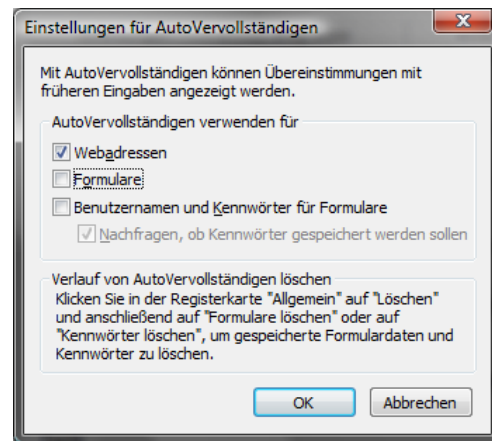 Einstellungen für AutoVervollständigen
Mit AutoVervollständigen können Übereinstimmungen mit
früheren Eingaben angezeigt werden.
AutoVervollständigen verwenden für
Webadressen
Formulare
Benutzernamen und Kennwörter für Formulare
Nachfragen, ob Kennwörter gespeichert werden sollen
Verlauf von AutoVervollständigen löschen
Klicken Sie in der Registerkarte "Allgemein" auf "Löschen"
und anschließend auf "Formulare löschen" oder auf
"Kennwörter löschen", um gespeicherte Formulardaten und
Kennwörter zu löschen.
OK Abbrechen